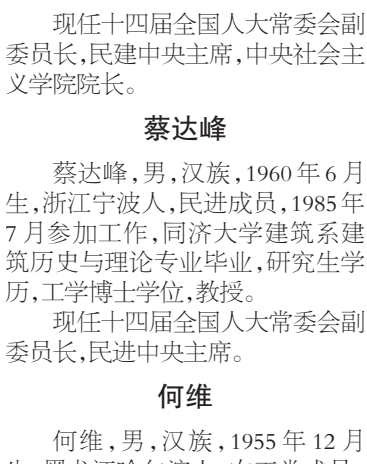 现任十四届全国人大常委会副
委员长,民建中央主席,中央社会主
义学院院长。
蔡达峰
蔡达峰,男,汉族,1960年6月
生,浙江宁波人,民进成员,1985年
7月参加工作,同济大学建筑系建
筑历史与理论专业毕业,研究生学
历,工学博士学位,教授。
现任十四届全国人大常委会副
委员长,民进中央主席。
何维
何维,男,汉族,1955年12月